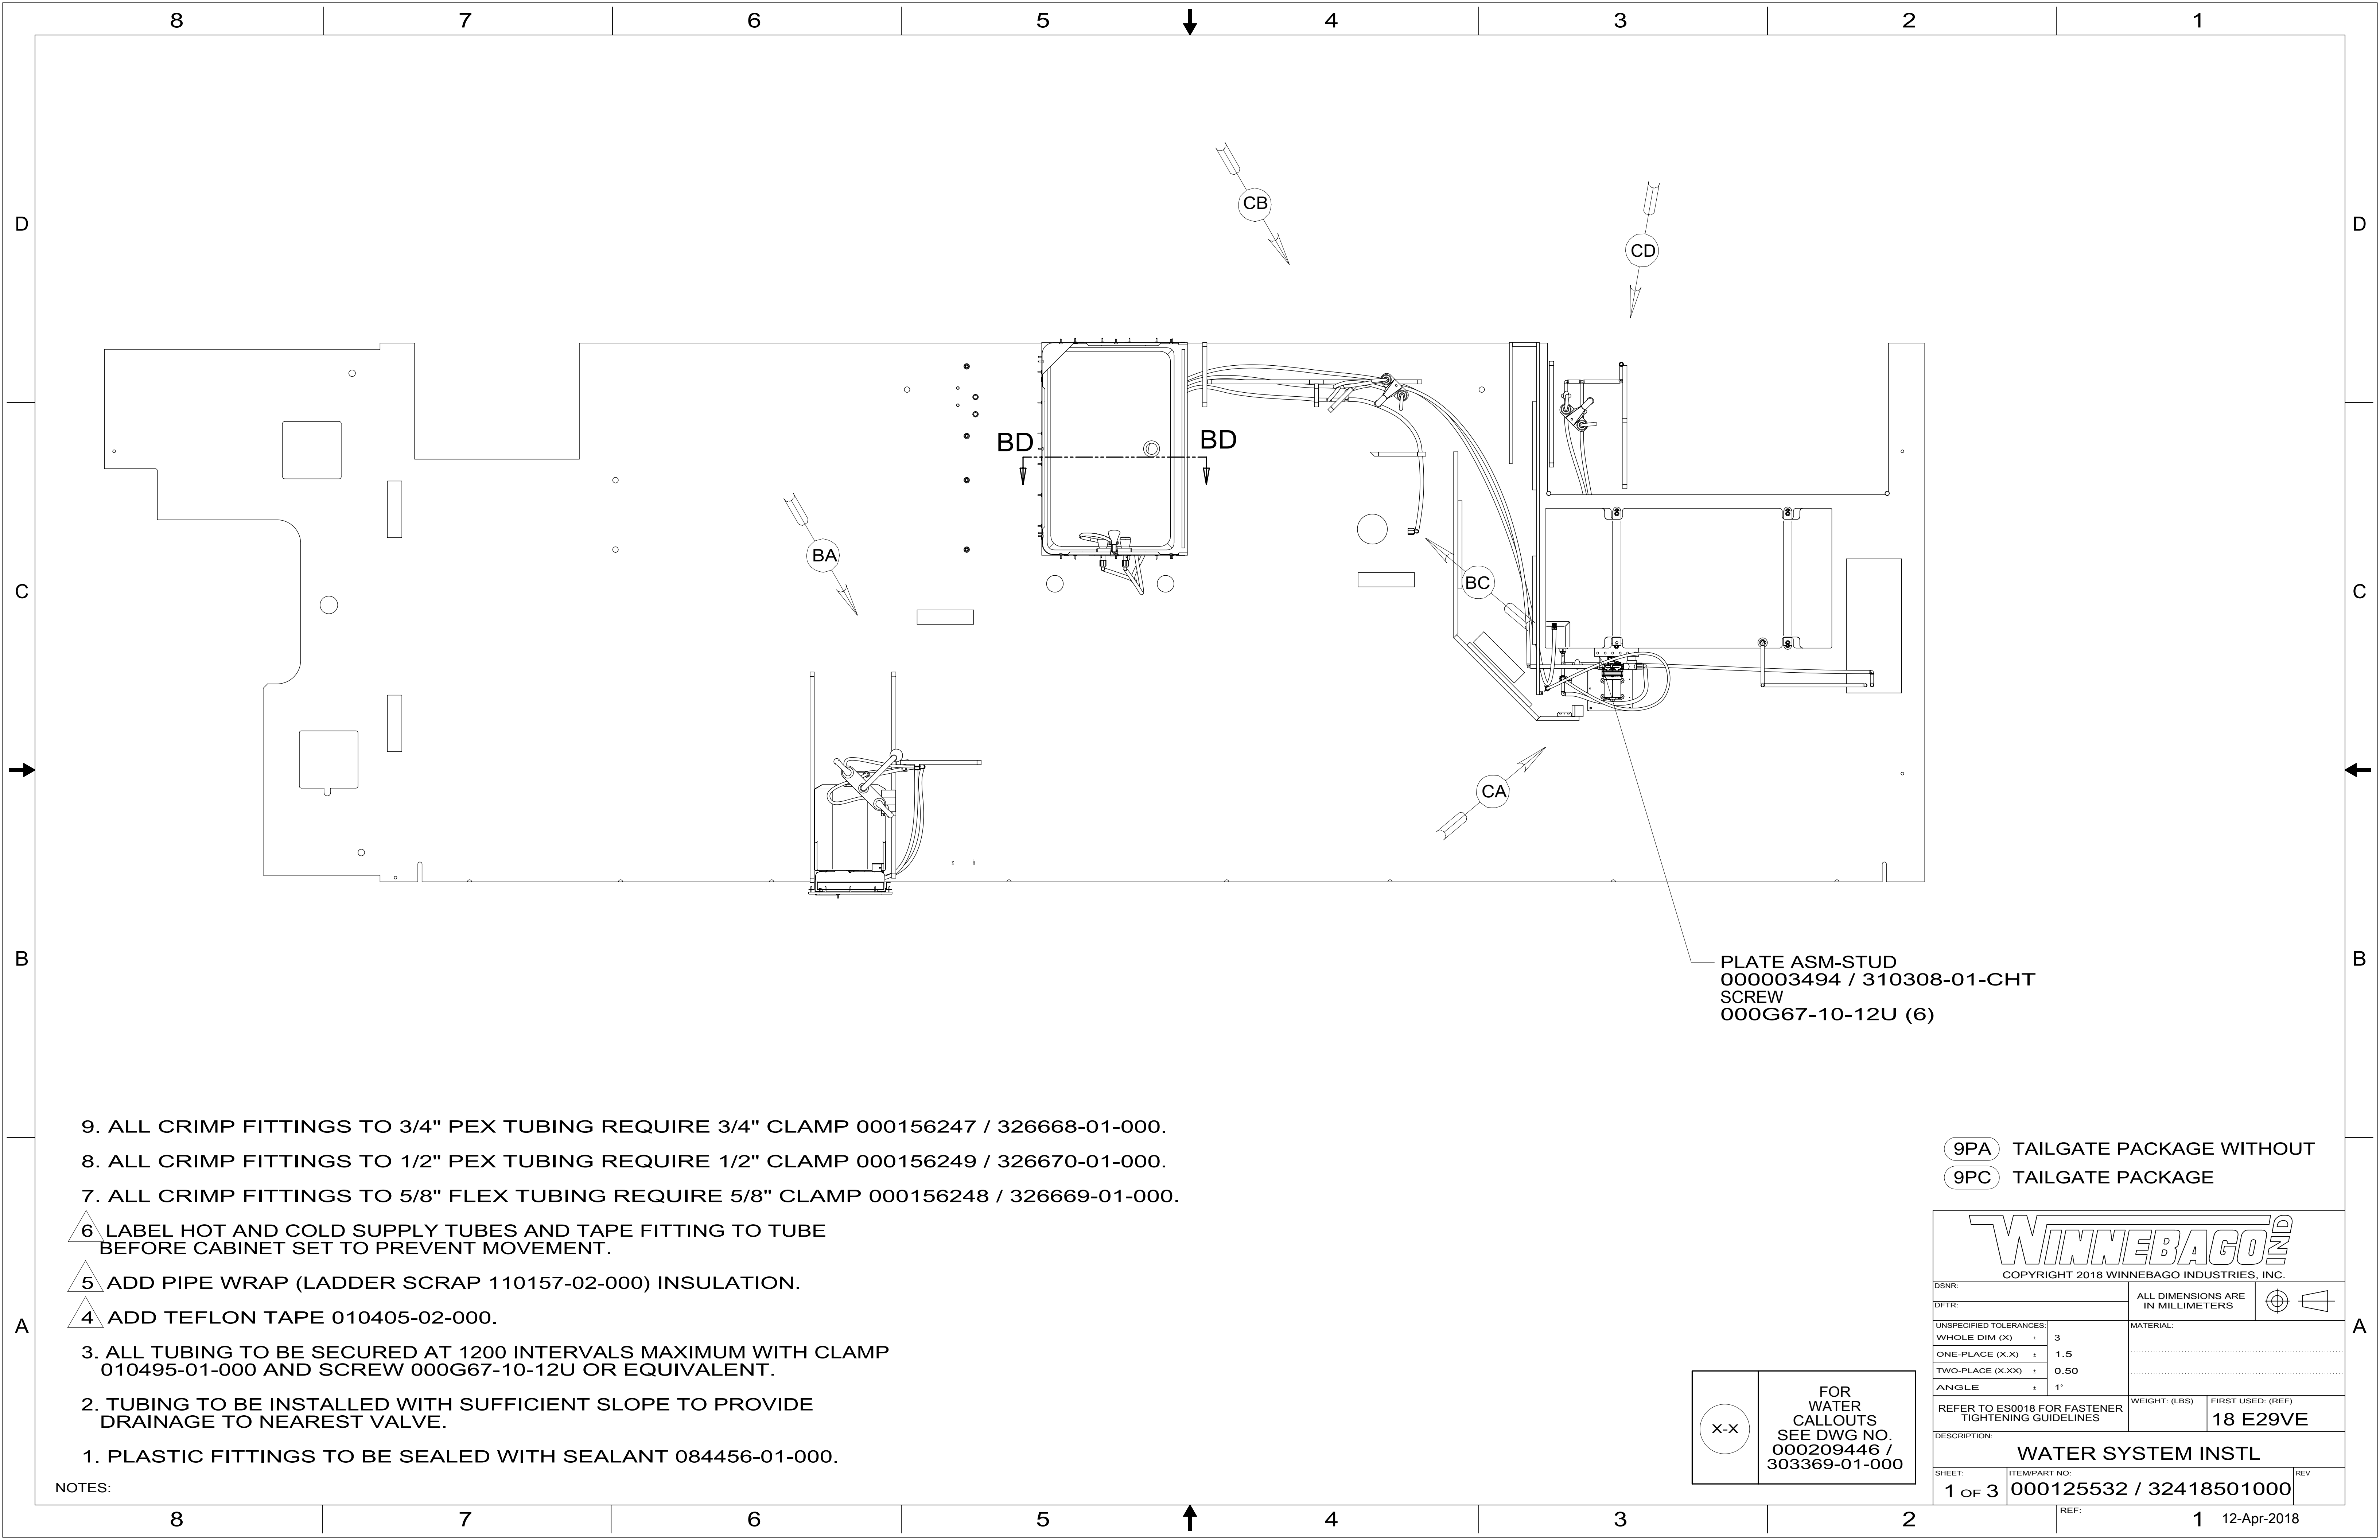 8 7 6 5 4 3 2 1
D D
CB
CD
BD BD
BA
BC
C C
CA
B B
PLATE ASM-STUD
000003494 / 310308-01-CHT
SCREW
000G67-10-12U (6)
9. ALL CRIMP FITTINGS TO 3/4" PEX TUBING REQUIRE 3/4" CLAMP 000156247 / 326668-01-000.
8. ALL CRIMP FITTINGS TO 1/2" PEX TUBING REQUIRE 1/2" CLAMP 000156249 / 326670-01-000.
7. ALL CRIMP FITTINGS TO 5/8" FLEX TUBING REQUIRE 5/8" CLAMP 000156248 / 326669-01-000.
6 LABEL HOT AND COLD SUPPLY TUBES AND TAPE FITTING TO TUBE
BEFORE CABINET SET TO PREVENT MOVEMENT.
5 ADD PIPE WRAP (LADDER SCRAP 110157-02-000) INSULATION.
4 ADD TEFLON TAPE 010405-02-000.
3. ALL TUBING TO BE SECURED AT 1200 INTERVALS MAXIMUM WITH CLAMP
010495-01-000 AND SCREW 000G67-10-12U OR EQUIVALENT.
2. TUBING TO BE INSTALLED WITH SUFFICIENT SLOPE TO PROVIDE
DRAINAGE TO NEAREST VALVE.
1. PLASTIC FITTINGS TO BE SEALED WITH SEALANT 084456-01-000.
NOTES:
A A
9PA TAILGATE PACKAGE WITHOUT
9PC TAILGATE PACKAGE
X-X
FOR
WATER
CALLOUTS
SEE DWG NO.
000209446 /
303369-01-000
WINNEBAGO IND
COPYRIGHT 2018 WINNEBAGO INDUSTRIES, INC.
DSNR:
DFTR:
ALL DIMENSIONS ARE
IN MILLIMETERS
UNSPECIFIED TOLERANCES:
WHOLE DIM (X) ± 3
ONE-PLACE (X.X) ± 1.5
TWO-PLACE (X.XX) ± 0.50
ANGLE ± 1°
MATERIAL:
REFER TO ES0018 FOR FASTENER
TIGHTENING GUIDELINES
WEIGHT: (LBS)
FIRST USED: (REF)
18 E29VE
DESCRIPTION:
WATER SYSTEM INSTL
SHEET:
1 OF 3
ITEM/PART NO:
000125532 / 32418501000
REV
8 7 6 5 4 3 2 1
REF:
12-Apr-2018